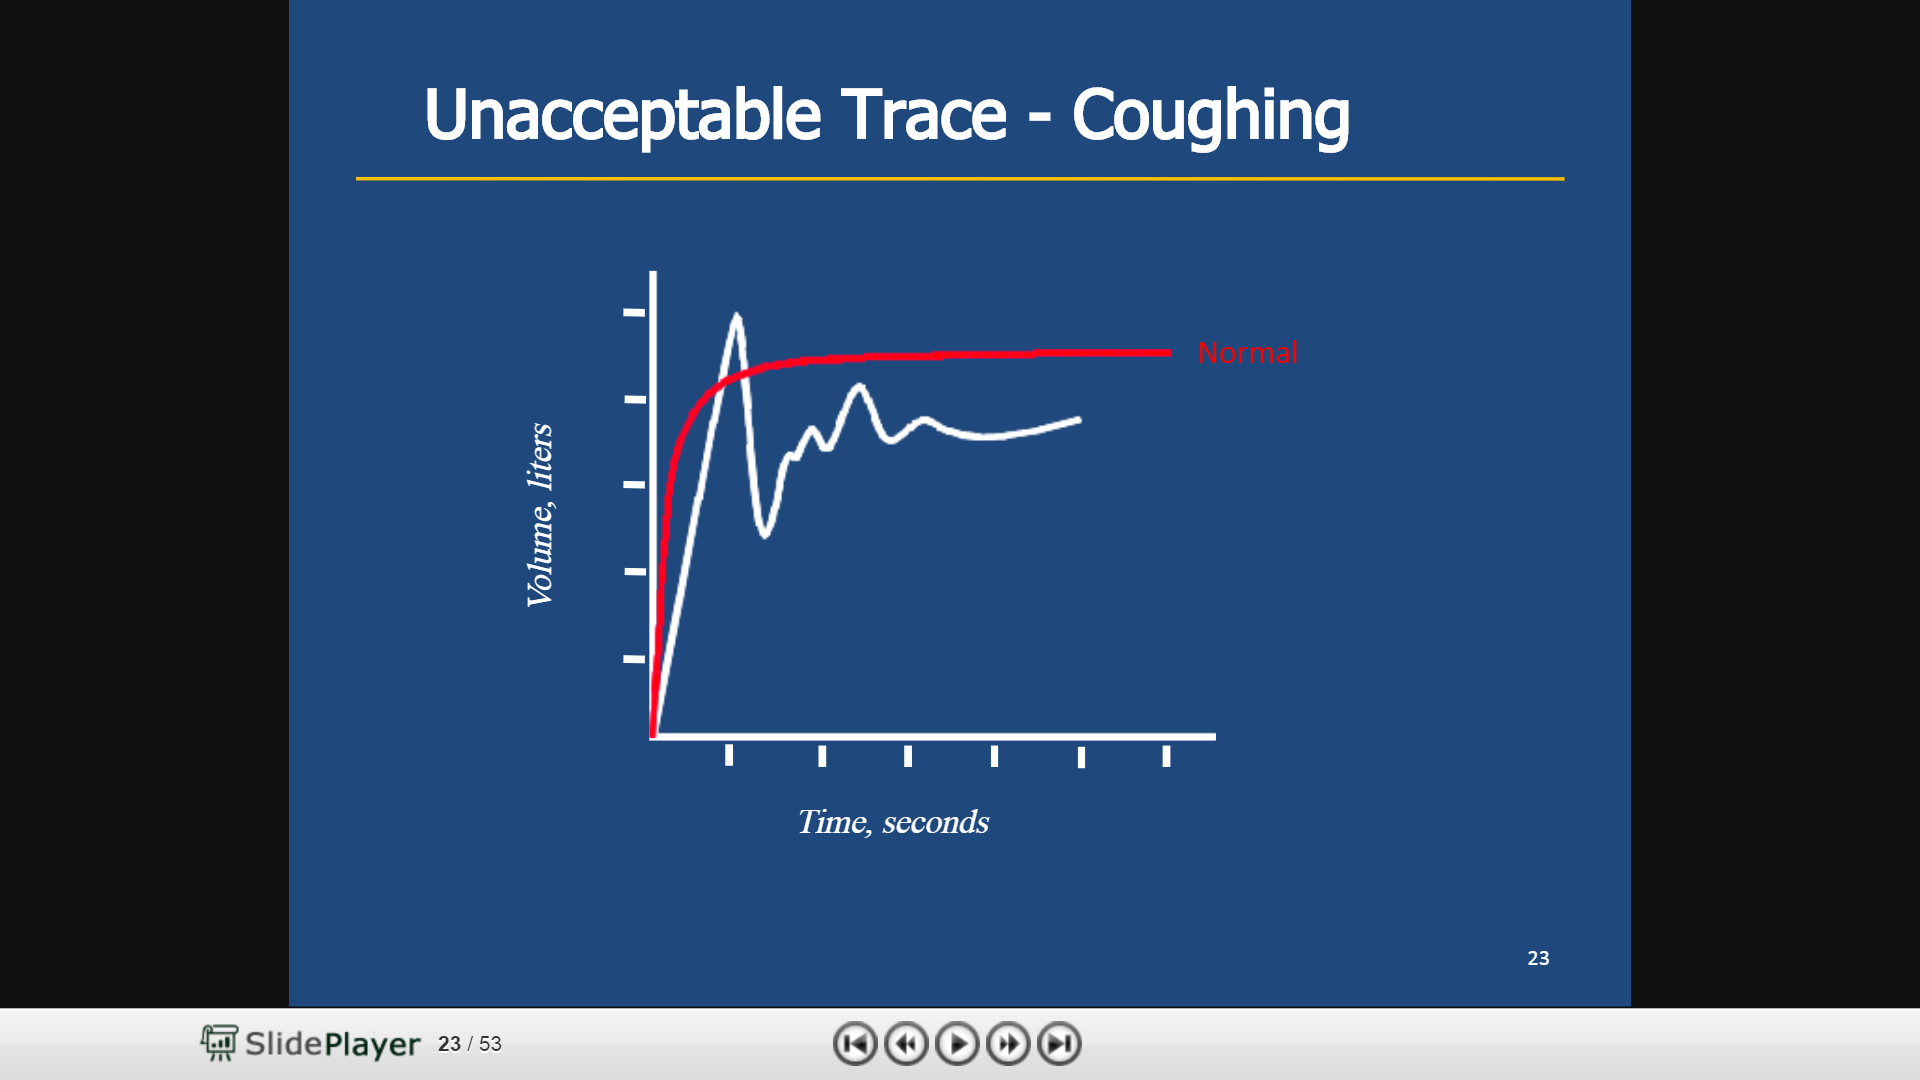 Unacceptable Trace - Coughing
Normal
Volume, liters
Time, seconds
23
SlidePlayer 23 / 53